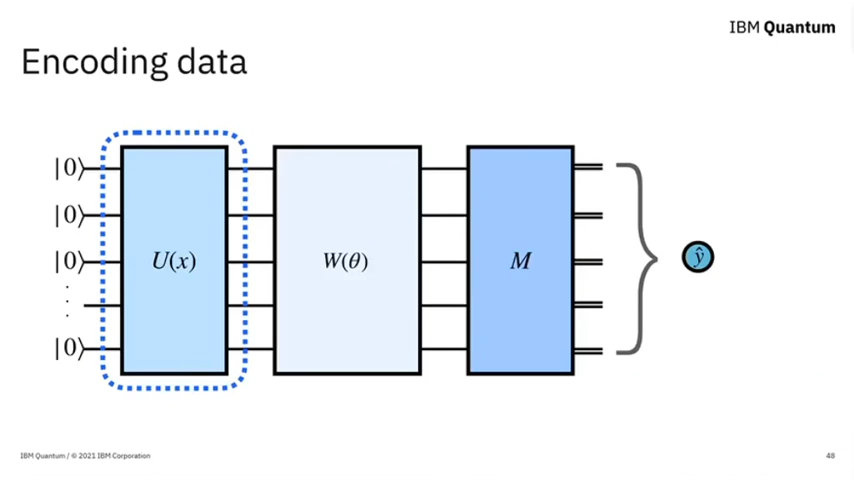 IBM Quantum
Encoding data
|0⟩
|0⟩
|0⟩
⋮
|0⟩
U(x)
W(θ)
M
ŷ
IBM Quantum / © 2021 IBM Corporation
48